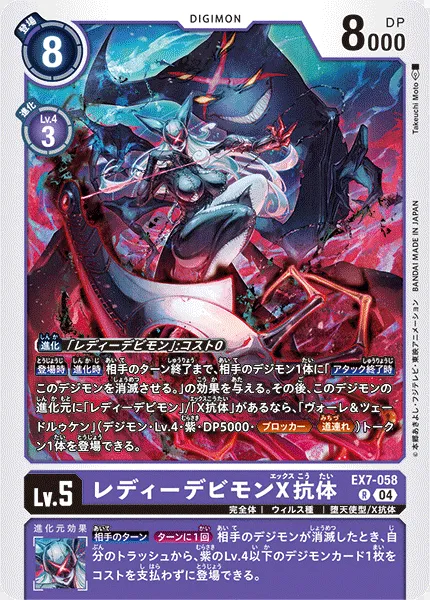 DIGIMON
登場
8
DP
8000
進化
Lv.4
3
Takeuchi Moto
BANDAI MADE IN JAPAN
©本郷あきよし・フジテレビ・東映アニメーション
進化 「レディーデビモン」:コスト0
登場時 進化時 相手のターン終了まで、相手のデジモン1体に「アタック終了時
このデジモンを消滅させる。」の効果を与える。その後、このデジモンの
進化元に「レディーデビモン」/「X抗体」があるなら、「ヴォーレ&ツェー
ドルゥケン」(デジモン・Lv.4・紫・DP5000・ブロッカー・道連れ)トーク
ン1体を登場できる。
Lv.5
レディーデビモンX抗体
エックスこうたい
EX7-058
R 04
完全体 | ウィルス種 | 堕天使型/X抗体
進化元効果
相手のターン ターンに1回 相手のデジモンが消滅したとき、自
分のトラッシュから、紫のLv.4以下のデジモンカード1枚を
コストを支払わずに登場できる。